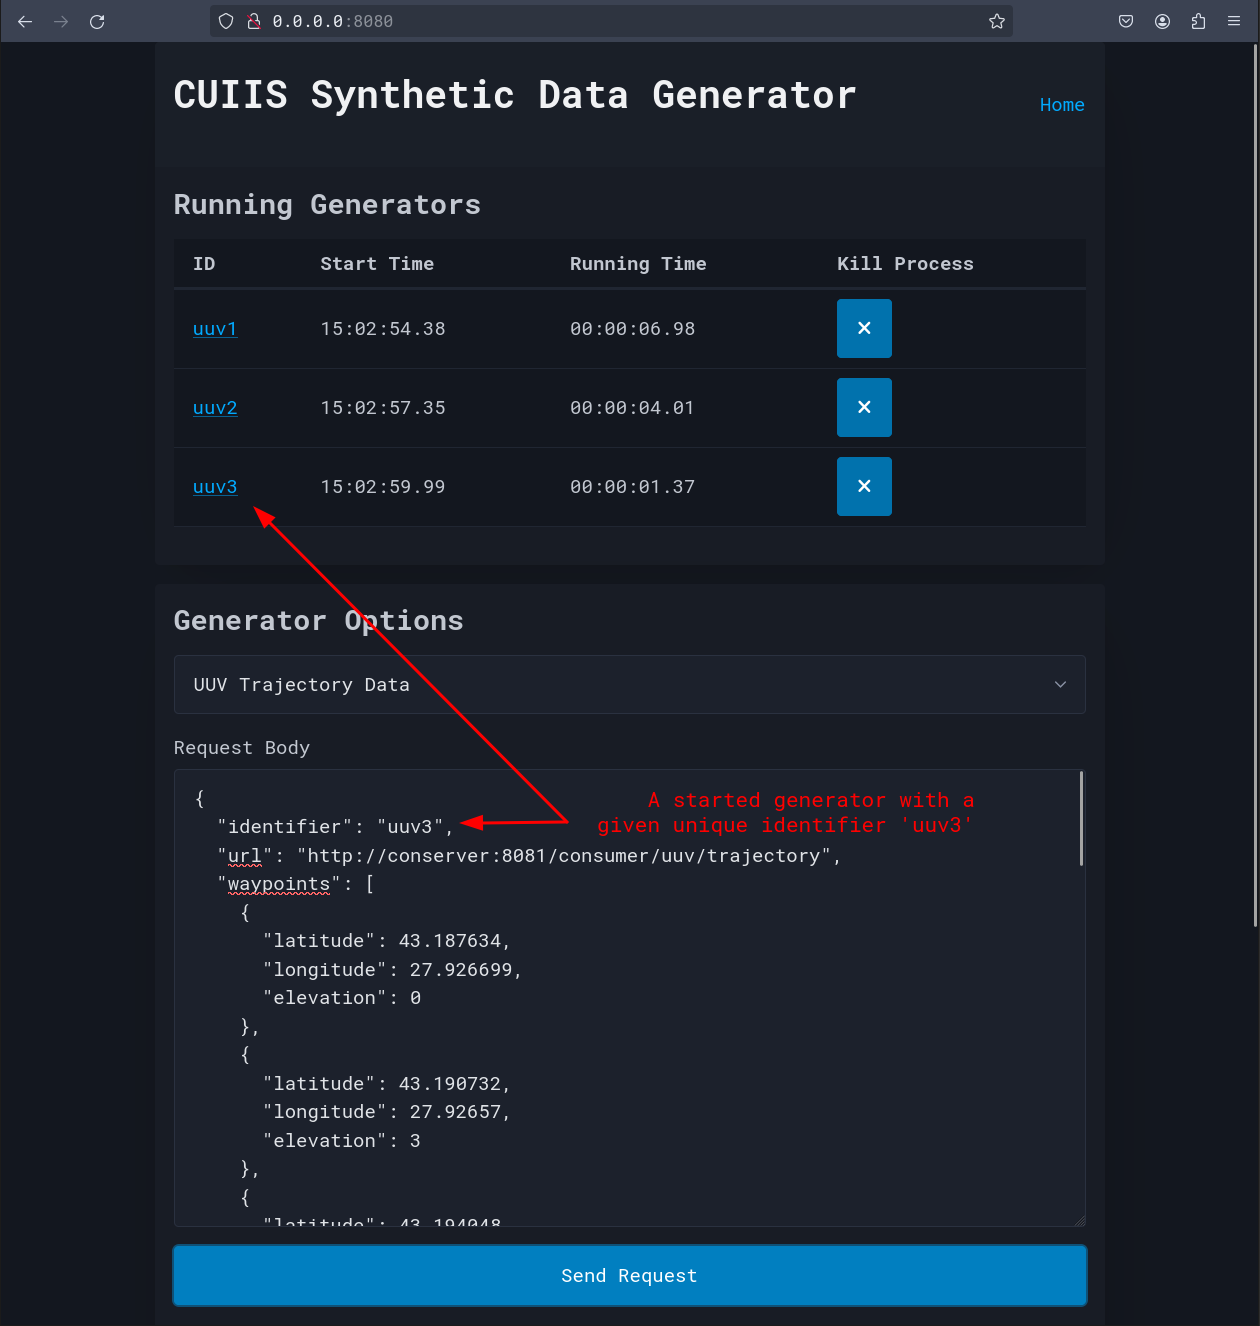 0.0.0.0:8080
CUIIS Synthetic Data Generator
Home
Running Generators
ID Start Time Running Time Kill Process
uuv1 15:02:54.38 00:00:06.98 ×
uuv2 15:02:57.35 00:00:04.01 ×
uuv3 15:02:59.99 00:00:01.37 ×
Generator Options
UUV Trajectory Data
Request Body
{
"identifier": "uuv3",
A started generator with a
given unique identifier 'uuv3'
"url": "http://conserver:8081/consumer/uuv/trajectory",
"waypoints": [
{
"latitude": 43.187634,
"longitude": 27.926699,
"elevation": 0
},
{
"latitude": 43.190732,
"longitude": 27.92657,
"elevation": 3
},
{
"latitude": 43.194048,
Send Request